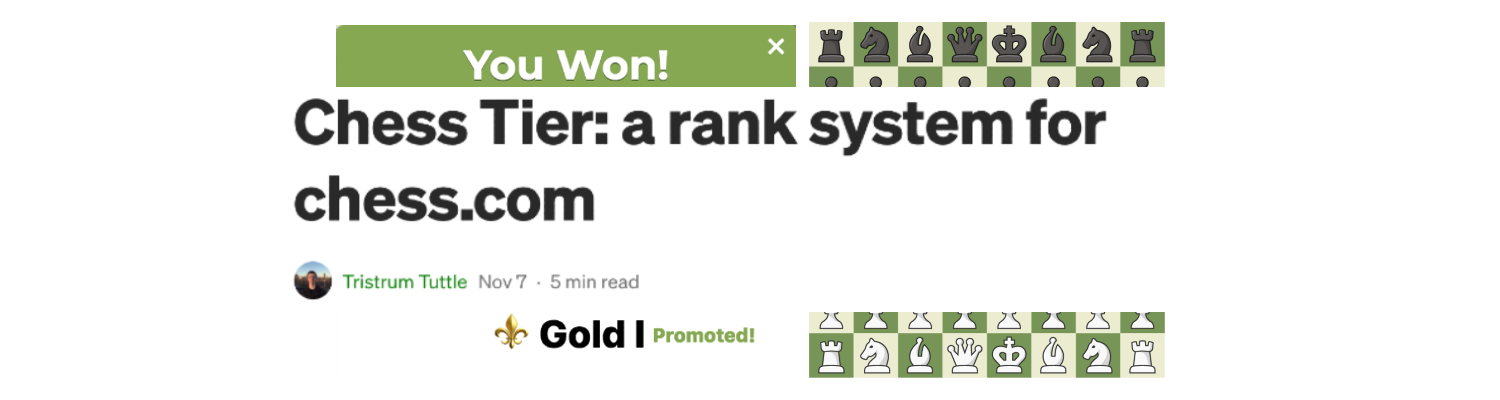 You Won!
Chess Tier: a rank system for
chess.com
Tristrum Tuttle Nov 7 · 5 min read
Gold I Promoted!